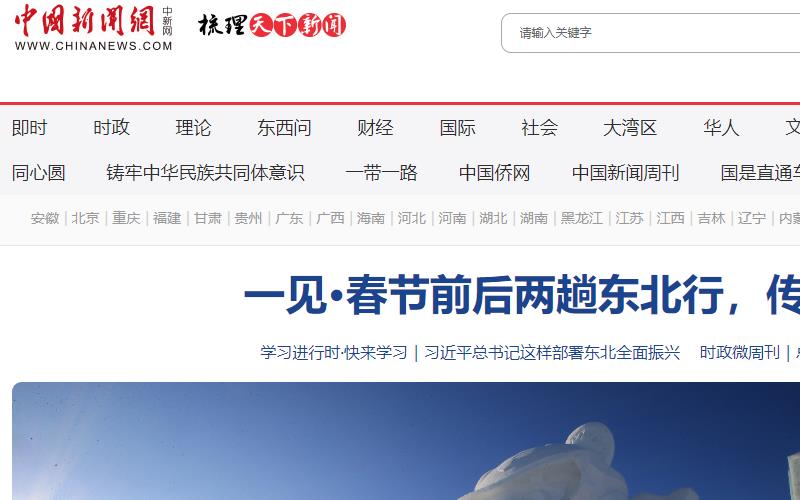 中國新聞網
中新网
梳理天下新闻
WWW.CHINANEWS.COM
请输入关键字
即时 时政 理论 东西问 财经 国际 社会 大湾区 华人 文
同心圆 铸牢中华民族共同体意识 一带一路 中国侨网 中国新闻周刊 国是直通车
安徽 | 北京 | 重庆 | 福建 | 甘肃 | 贵州 | 广东 | 广西 | 海南 | 河北 | 河南 | 湖北 | 湖南 | 黑龙江 | 江苏 | 江西 | 吉林 | 辽宁 | 内蒙
一见•春节前后两趟东北行，传
学习进行时·快来学习 | 习近平总书记这样部署东北全面振兴 时政微周刊 |